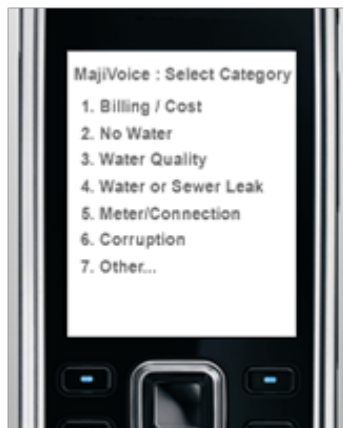 MajiVoice : Select Category
1. Billing / Cost
2. No Water
3. Water Quality
4. Water or Sewer Leak
5. Meter/Connection
6. Corruption
7. Other...